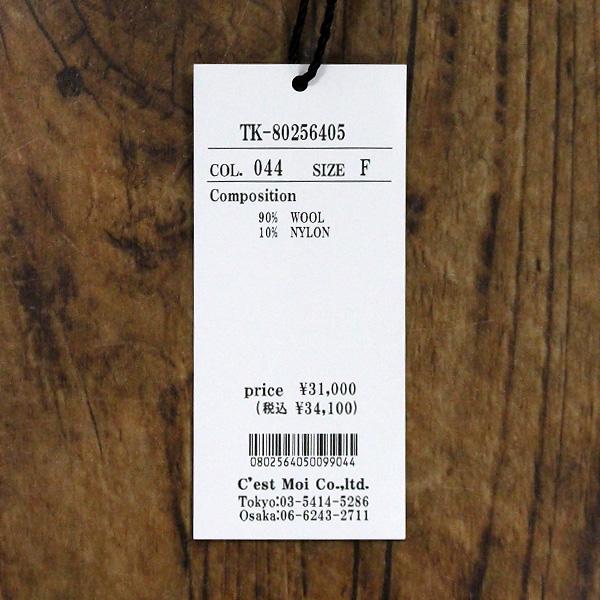 TK-80256405
COL. 044 SIZE F
Composition
90% WOOL
10% NYLON
price ¥31,000
(税込 ¥34,100)
0802564050099044
C'est Moi Co.,ltd.
Tokyo:03-5414-5286
Osaka:06-6243-2711